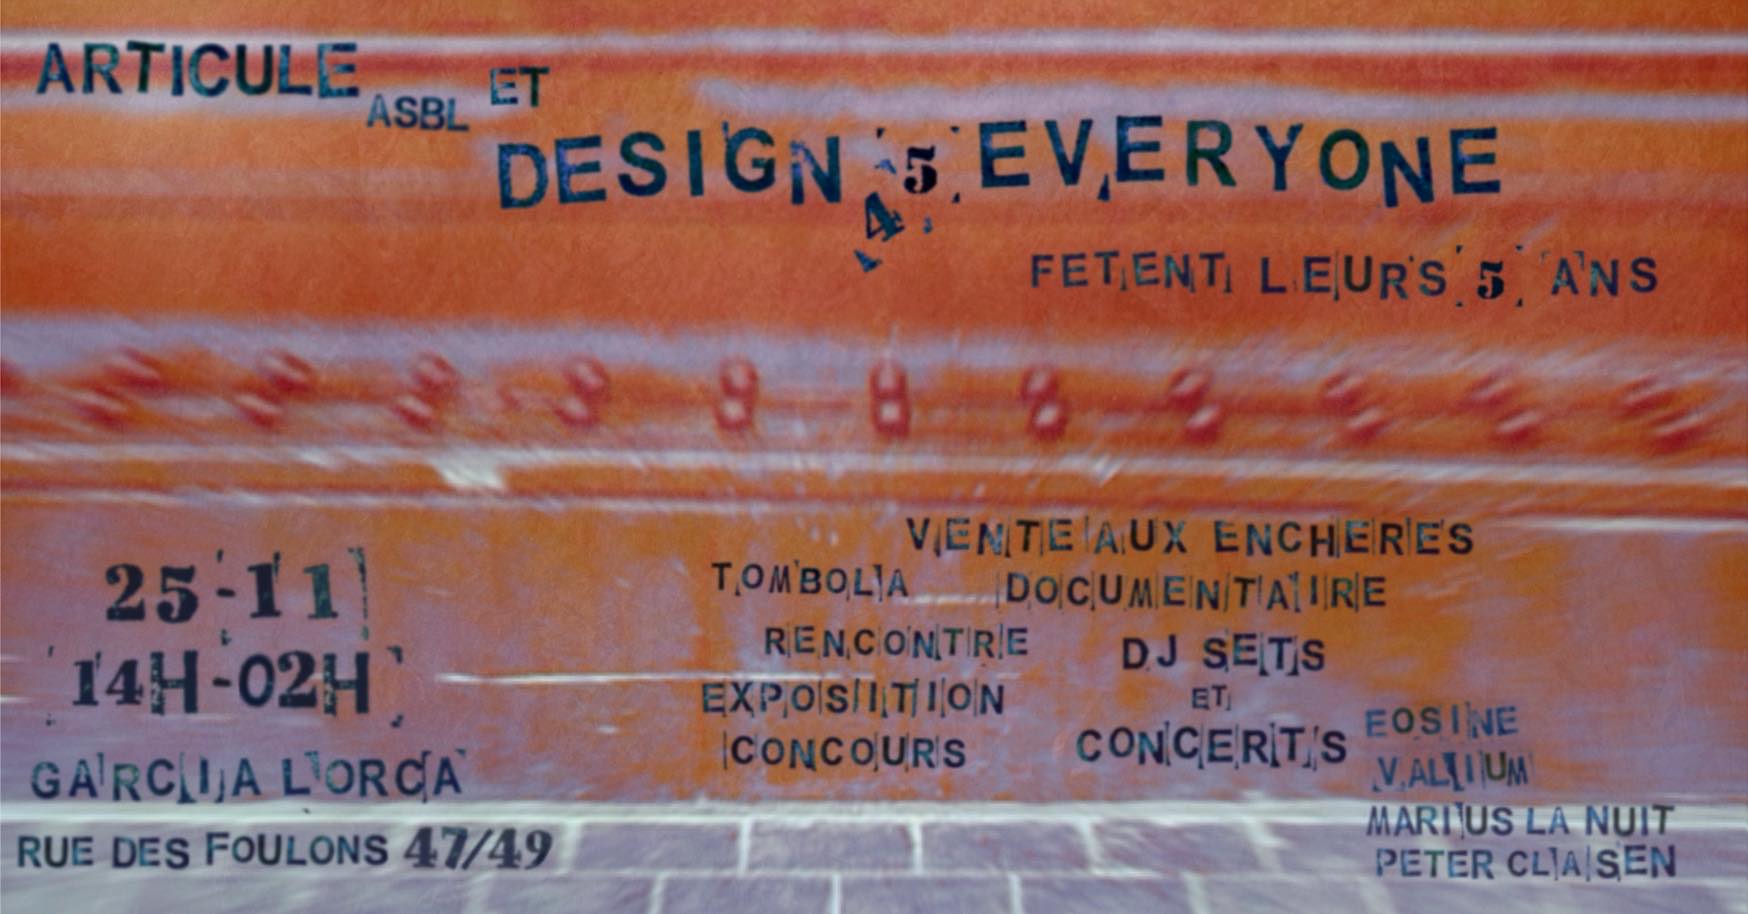 ARTICULE ASBL ET
DESIGN 4 5 EVERYONE
FETENT LEURS 5 ANS
25-11
14H-02H
GARCIA LORCA
RUE DES FOULONS 47/49
VENTE AUX ENCHERES
TOMBOLA DOCUMENTAIRE
RENCONTRE
EXPOSITION
CONCOURS
DJ SETS
ET
CONCERTS
EOSINE
VALIUM
MARIUS LA NUIT
PETER CLASEN